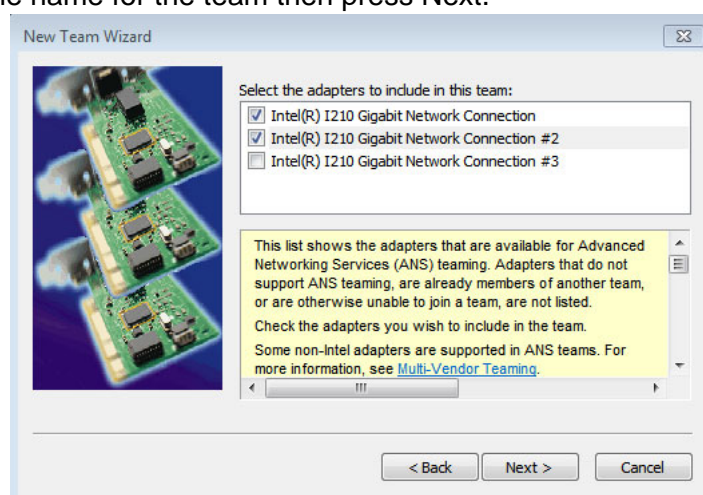 name for the team then press Next.
New Team Wizard
Select the adapters to include in this team:
Intel(R) I210 Gigabit Network Connection
Intel(R) I210 Gigabit Network Connection #2
Intel(R) I210 Gigabit Network Connection #3
This list shows the adapters that are available for Advanced
Networking Services (ANS) teaming. Adapters that do not
support ANS teaming, are already members of another team,
or are otherwise unable to join a team, are not listed.
Check the adapters you wish to include in the team.
Some non-Intel adapters are supported in ANS teams. For
more information, see Multi-Vendor Teaming.
< Back
Next >
Cancel